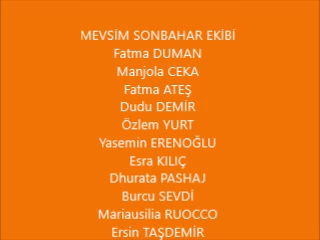 MEVSİM SONBAHAR EKİBİ
Fatma DUMAN
Manjola CEKA
Fatma ATEŞ
Dudu DEMİR
Özlem YURT
Yasemin ERENOĞLU
Esra KILIÇ
Dhurata PASHAJ
Burcu SEVDİ
Mariausilia RUOCCO
Ersin TAŞDEMİR